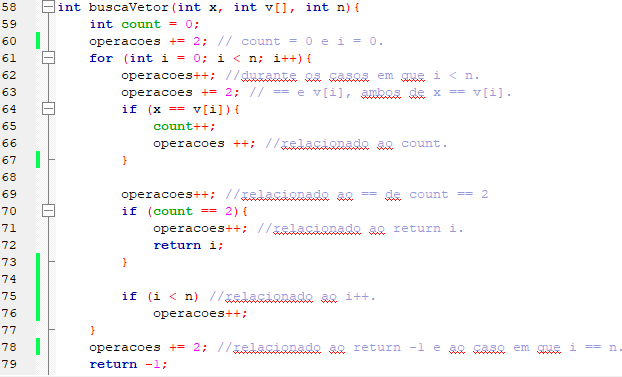 58 int buscaVetor(int x, int v[], int n){
59 int count = 0;
60 operacoes += 2; // count = 0 e i = 0.
61 for (int i = 0; i < n; i++){
62 operacoes++; //durante os casos em que i < n.
63 operacoes += 2; // == e v[i], ambos de x == v[i].
64 if (x == v[i]){
65 count++;
66 operacoes ++; //relacionado ao count.
67 }
68
69 operacoes++; //relacionado ao == de count == 2
70 if (count == 2){
71 operacoes++; //relacionado ao return i.
72 return i;
73 }
74
75 if (i < n) //relacionado ao i++.
76 operacoes++;
77 }
78 operacoes += 2; //relacionado ao return -1 e ao caso em que i == n.
79 return -1;